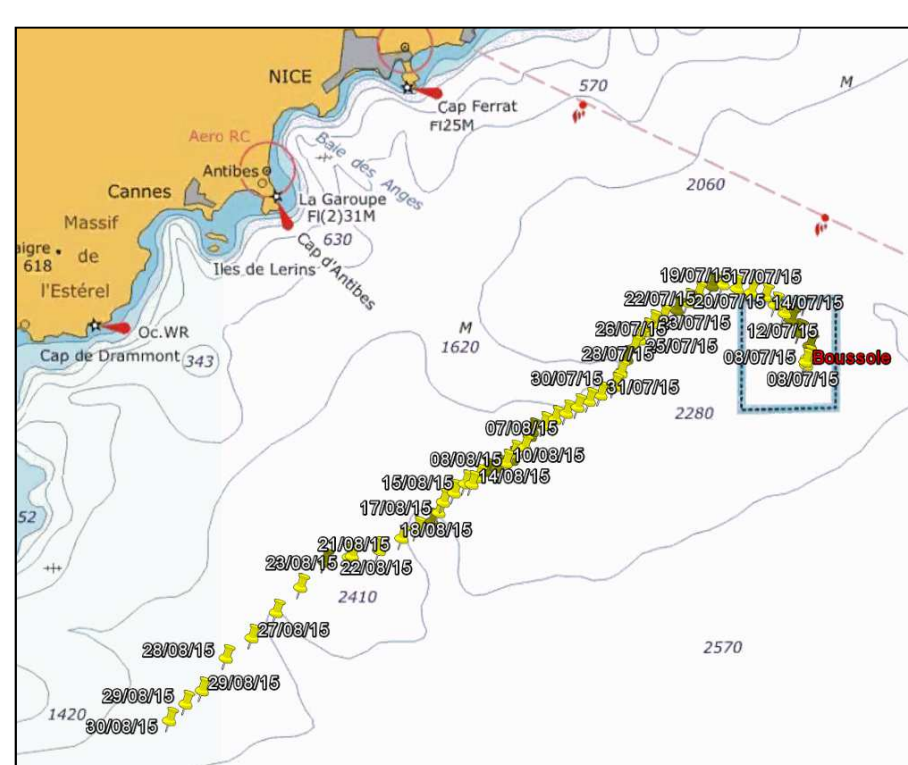 NICE
570
M
Cap Ferrat
Fl25M
Aero RC
Baie des Anges
Antibes
2060
Cannes
La Garoupe
Fl(2)31M
Massif
de
l'Estérel
aigre
618
630
Cap d'Antibes
Iles de Lerins
19/07/15
17/07/15
22/07/15
20/07/15
14/07/15
Oc.WR
M
1620
26/07/15
23/07/15
12/07/15
Cap de Drammont
343
28/07/15
25/07/15
08/07/15
Boussole
30/07/15
31/07/15
08/07/15
2280
07/08/15
08/08/15
10/08/15
15/08/15
14/08/15
17/08/15
18/08/15
52
21/08/15
23/08/15
22/08/15
2410
27/08/15
28/08/15
2570
29/08/15
29/08/15
1420
30/08/15